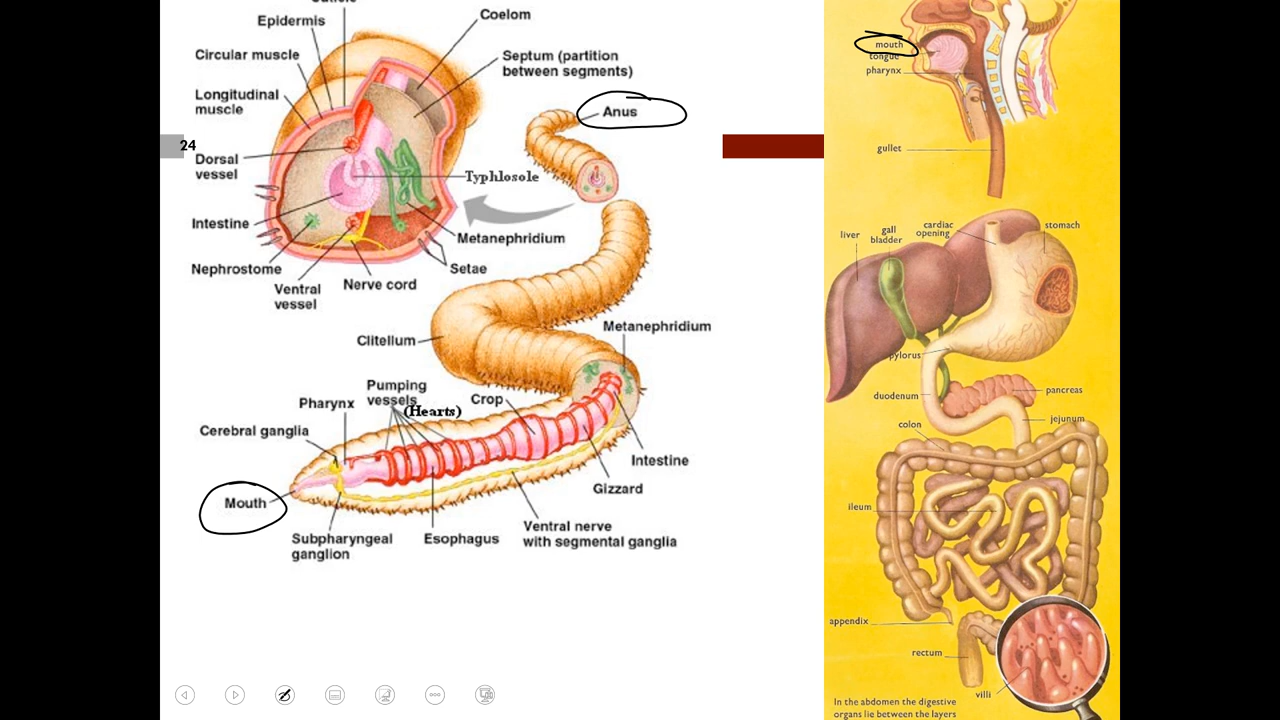 Cuticle
Epidermis
Coelom
Circular muscle
Septum (partition
between segments)
Longitudinal
muscle
Anus
24
Dorsal
vessel
Typhlosole
Intestine
Metanephridium
Nephrostome
Setae
Ventral
vessel
Nerve cord
Metanephridium
Clitellum
Pumping
vessels
(Hearts)
Crop
Pharynx
Cerebral ganglia
Intestine
Gizzard
Mouth
Subpharyngeal
ganglion
Esophagus
Ventral nerve
with segmental ganglia
mouth
tongue
pharynx
gullet
liver
gall
bladder
cardiac
opening
stomach
pylorus
duodenum
pancreas
jejunum
colon
ileum
appendix
rectum
villi
In the abdomen the digestive
organs lie between the layers